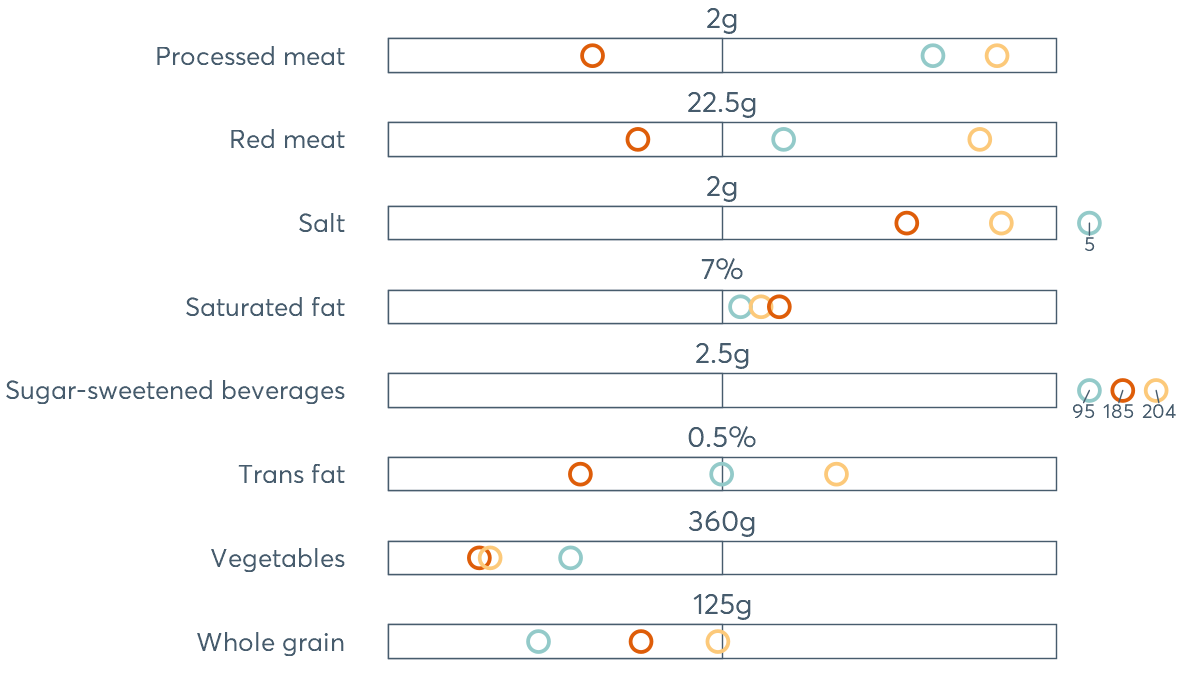 2g
Processed meat
22.5g
Red meat
2g
Salt
5
7%
Saturated fat
2.5g
Sugar-sweetened beverages
95 185 204
0.5%
Trans fat
360g
Vegetables
125g
Whole grain